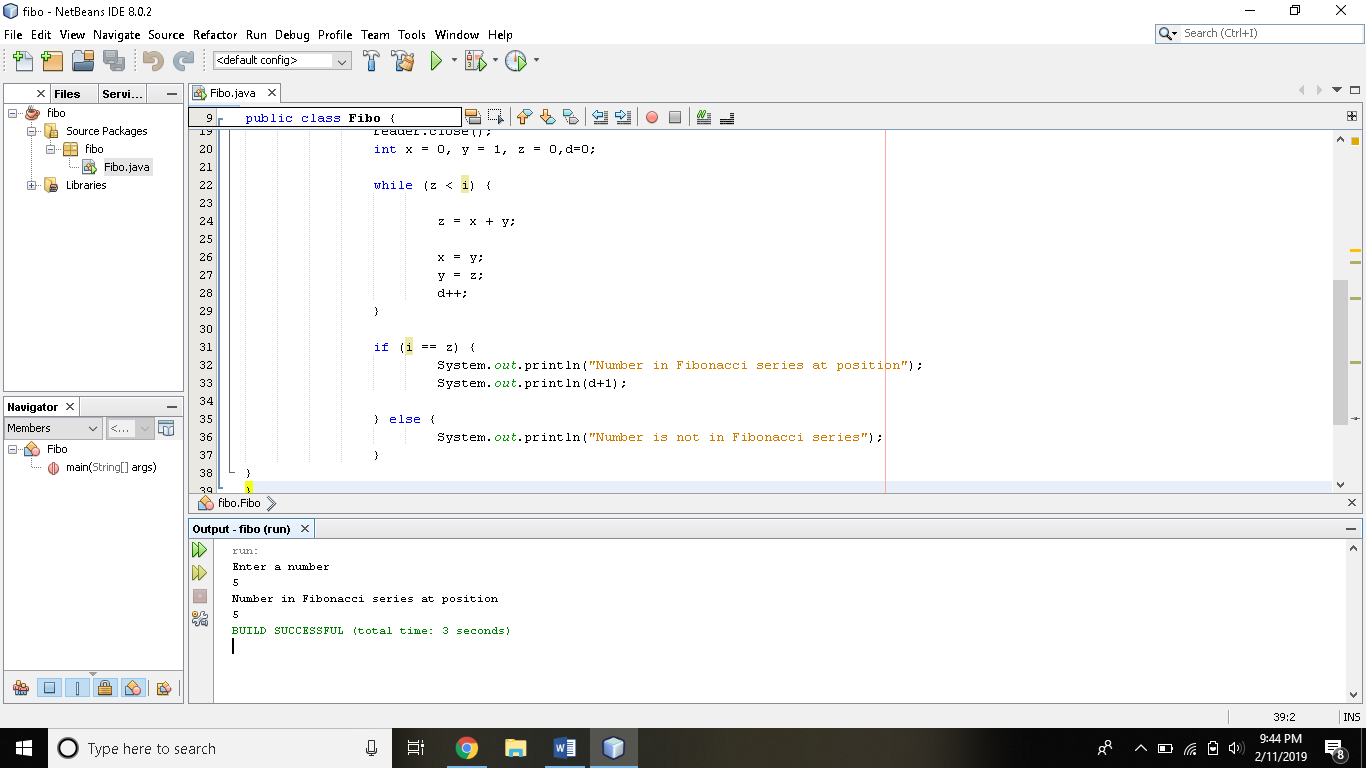 fibo - NetBeans IDE 8.0.2
File Edit View Navigate Source Refactor Run Debug Profile Team Tools Window Help
Search (Ctrl+I)
<default config>
Files Servi...
fibo
Source Packages
fibo
Fibo.java
Libraries
Fibo.java
9 public class Fibo {
19 reader.close();
20 int x = 0, y = 1, z = 0,d=0;
21
22 while (z < i) {
23
24 z = x + y;
25
26 x = y;
27 y = z;
28 d++;
29 }
30
31 if (i == z) {
32 System.out.println("Number in Fibonacci series at position");
33 System.out.println(d+1);
34
35 } else {
36 System.out.println("Number is not in Fibonacci series");
37 }
38 }
39 }
fibo.Fibo
Navigator
Members <...
Fibo
main(String[] args)
Output - fibo (run)
run:
Enter a number
5
Number in Fibonacci series at position
5
BUILD SUCCESSFUL (total time: 3 seconds)
39:2 INS
Type here to search
9:44 PM
2/11/2019
8